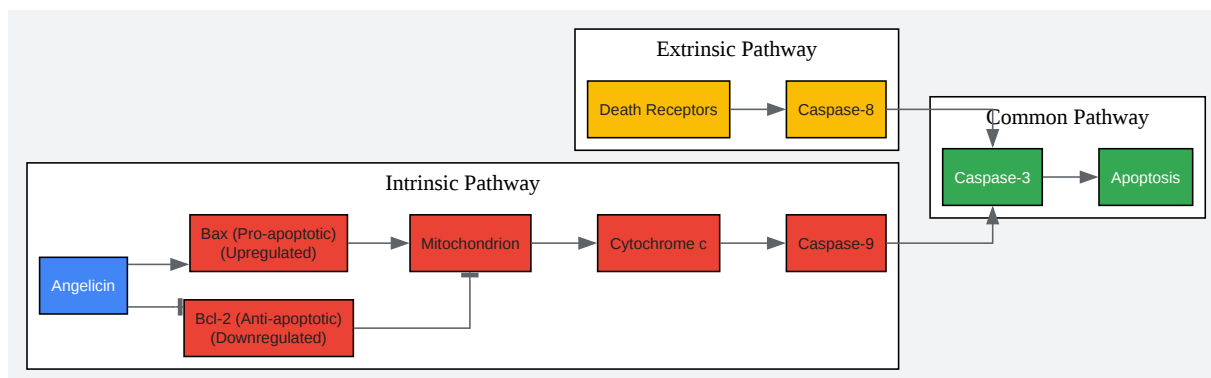 Extrinsic Pathway
Death Receptors
Caspase-8
Common Pathway
Caspase-3
Apoptosis
Intrinsic Pathway
Angelicin
Bax (Pro-apoptotic)
(Upregulated)
Mitochondrion
Cytochrome c
Caspase-9
Bcl-2 (Anti-apoptotic)
(Downregulated)